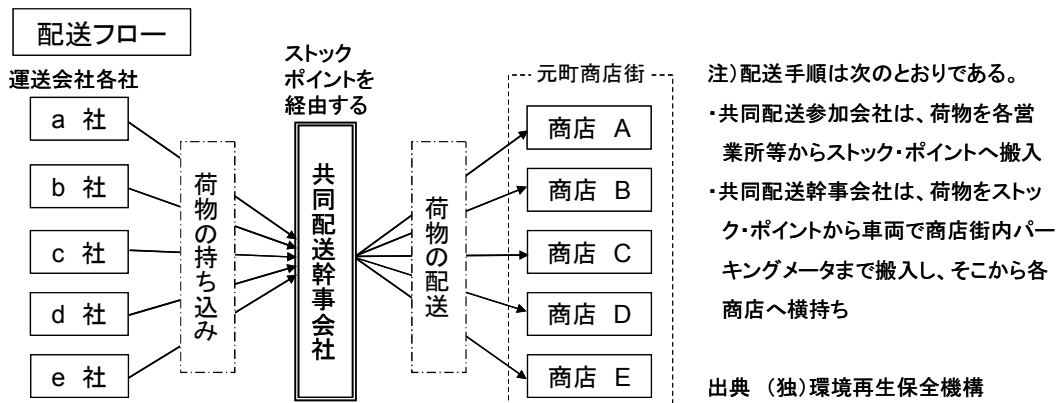 配送フロー
運送会社各社
a 社
b 社
c 社
d 社
e 社
荷物の持ち込み
ストック
ポイントを
経由する
共同配送幹事会社
荷物の配送
元町商店街
商店 A
商店 B
商店 C
商店 D
商店 E
注)配送手順は次のとおりである。
・共同配送参加会社は、荷物を各営
業所等からストック・ポイントへ搬入
・共同配送幹事会社は、荷物をストッ
ク・ポイントから車両で商店街内パー
キングメータまで搬入し、そこから各
商店へ横持ち
出典 (独)環境再生保全機構